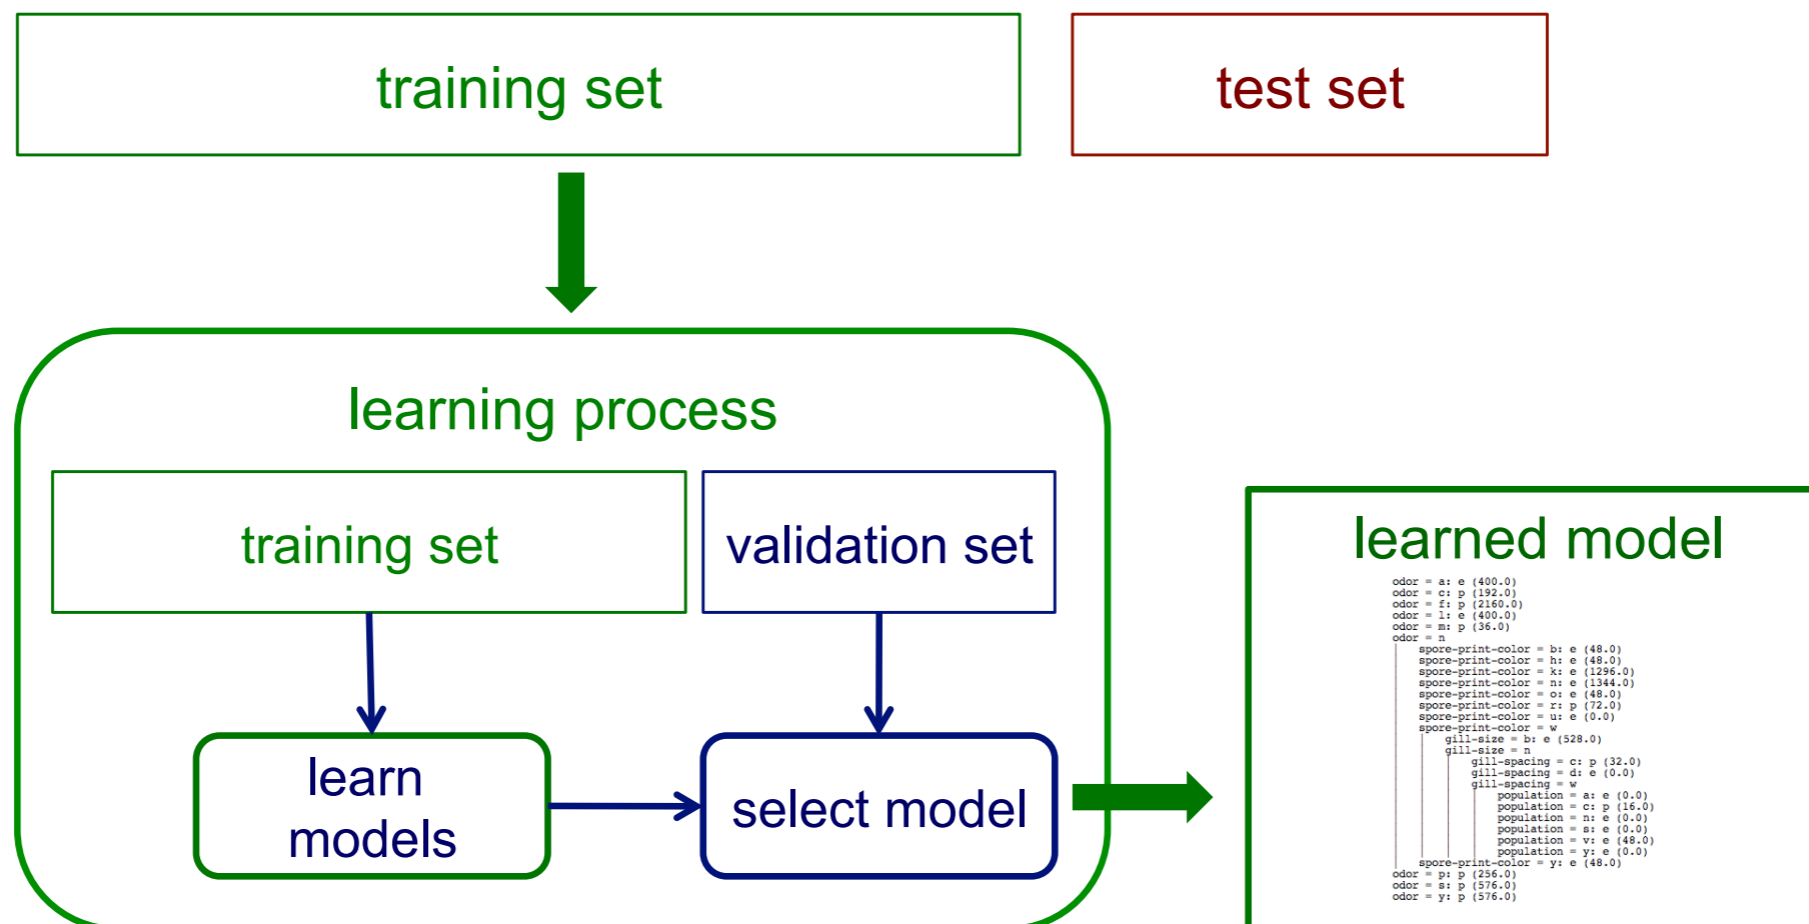 training set
test set
learning process
training set
validation set
learn
models
select model
learned model
odor = a: e (400.0)
odor = c: p (192.0)
odor = f: p (2160.0)
odor = l: e (400.0)
odor = m: p (36.0)
odor = n
| spore-print-color = b: e (48.0)
| spore-print-color = h: e (48.0)
| spore-print-color = k: e (1296.0)
| spore-print-color = n: e (1344.0)
| spore-print-color = o: e (48.0)
| spore-print-color = r: p (72.0)
| spore-print-color = u: e (0.0)
| spore-print-color = w
| | gill-size = b: e (528.0)
| | gill-size = n
| | | gill-spacing = c: p (32.0)
| | | gill-spacing = d: e (0.0)
| | | gill-spacing = w
| | | | population = a: e (0.0)
| | | | population = c: p (16.0)
| | | | population = n: e (0.0)
| | | | population = s: e (0.0)
| | | | population = v: e (48.0)
| | | | population = y: e (0.0)
| spore-print-color = y: e (48.0)
odor = p: p (256.0)
odor = s: p (576.0)
odor = y: p (576.0)